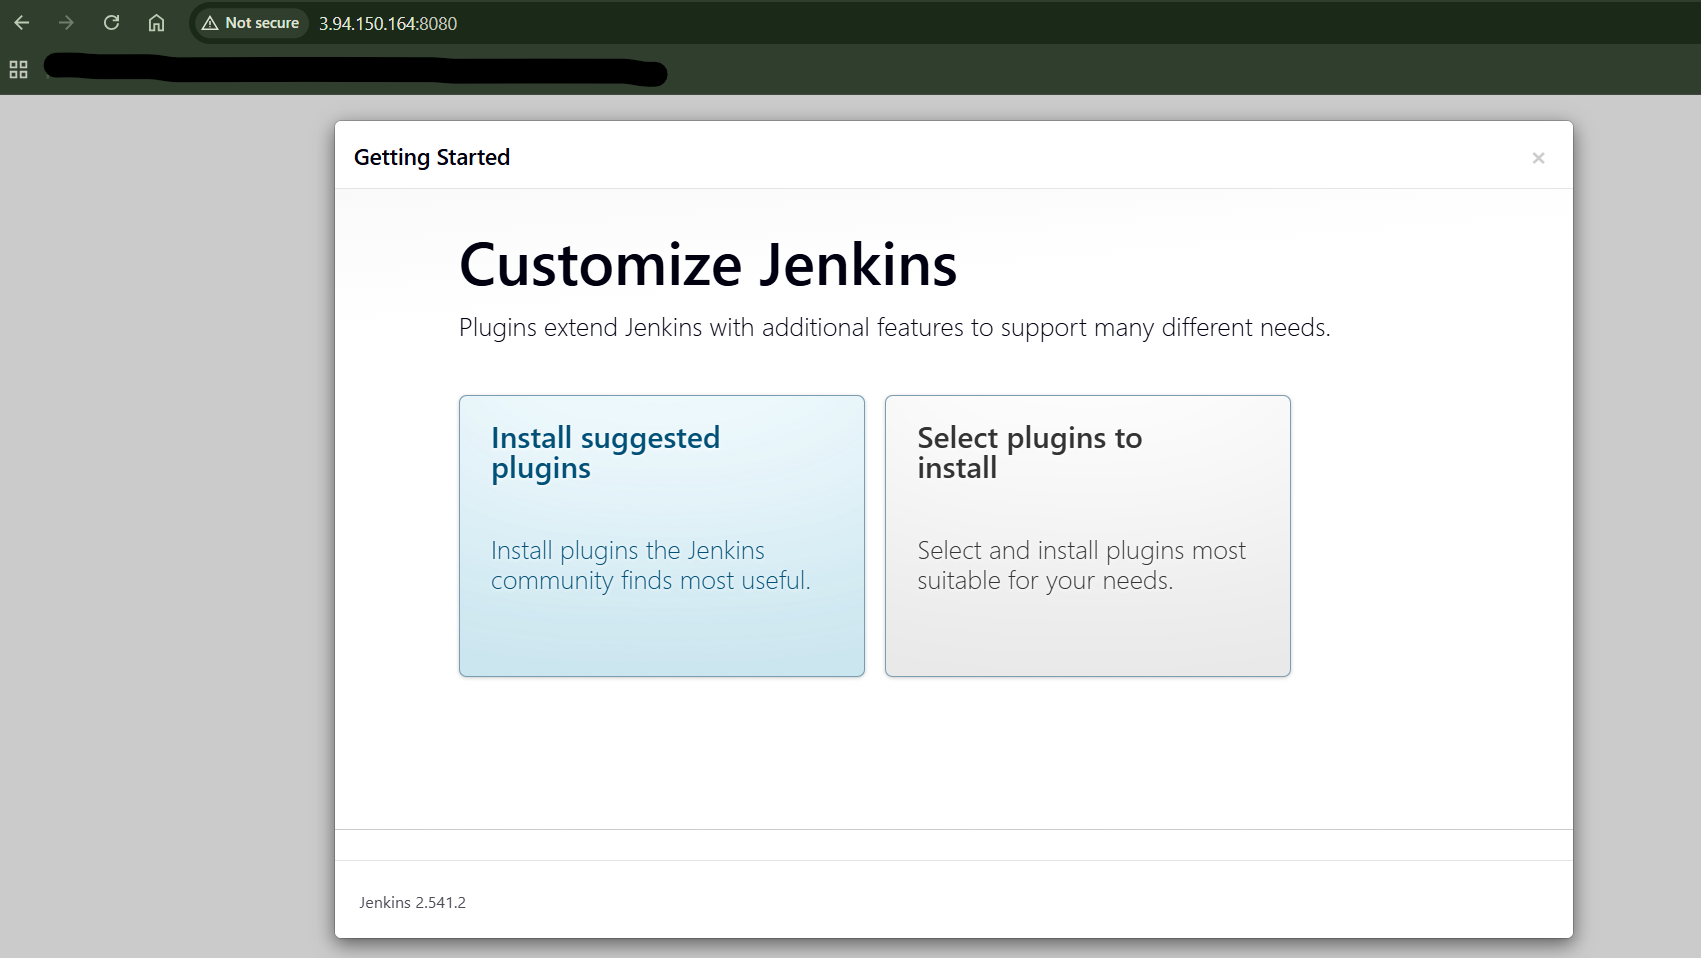 Not secure 3.94.150.164:8080
Getting Started
Customize Jenkins
Plugins extend Jenkins with additional features to support many different needs.
Install suggested
plugins
Install plugins the Jenkins
community finds most useful.
Select plugins to
install
Select and install plugins most
suitable for your needs.
Jenkins 2.541.2